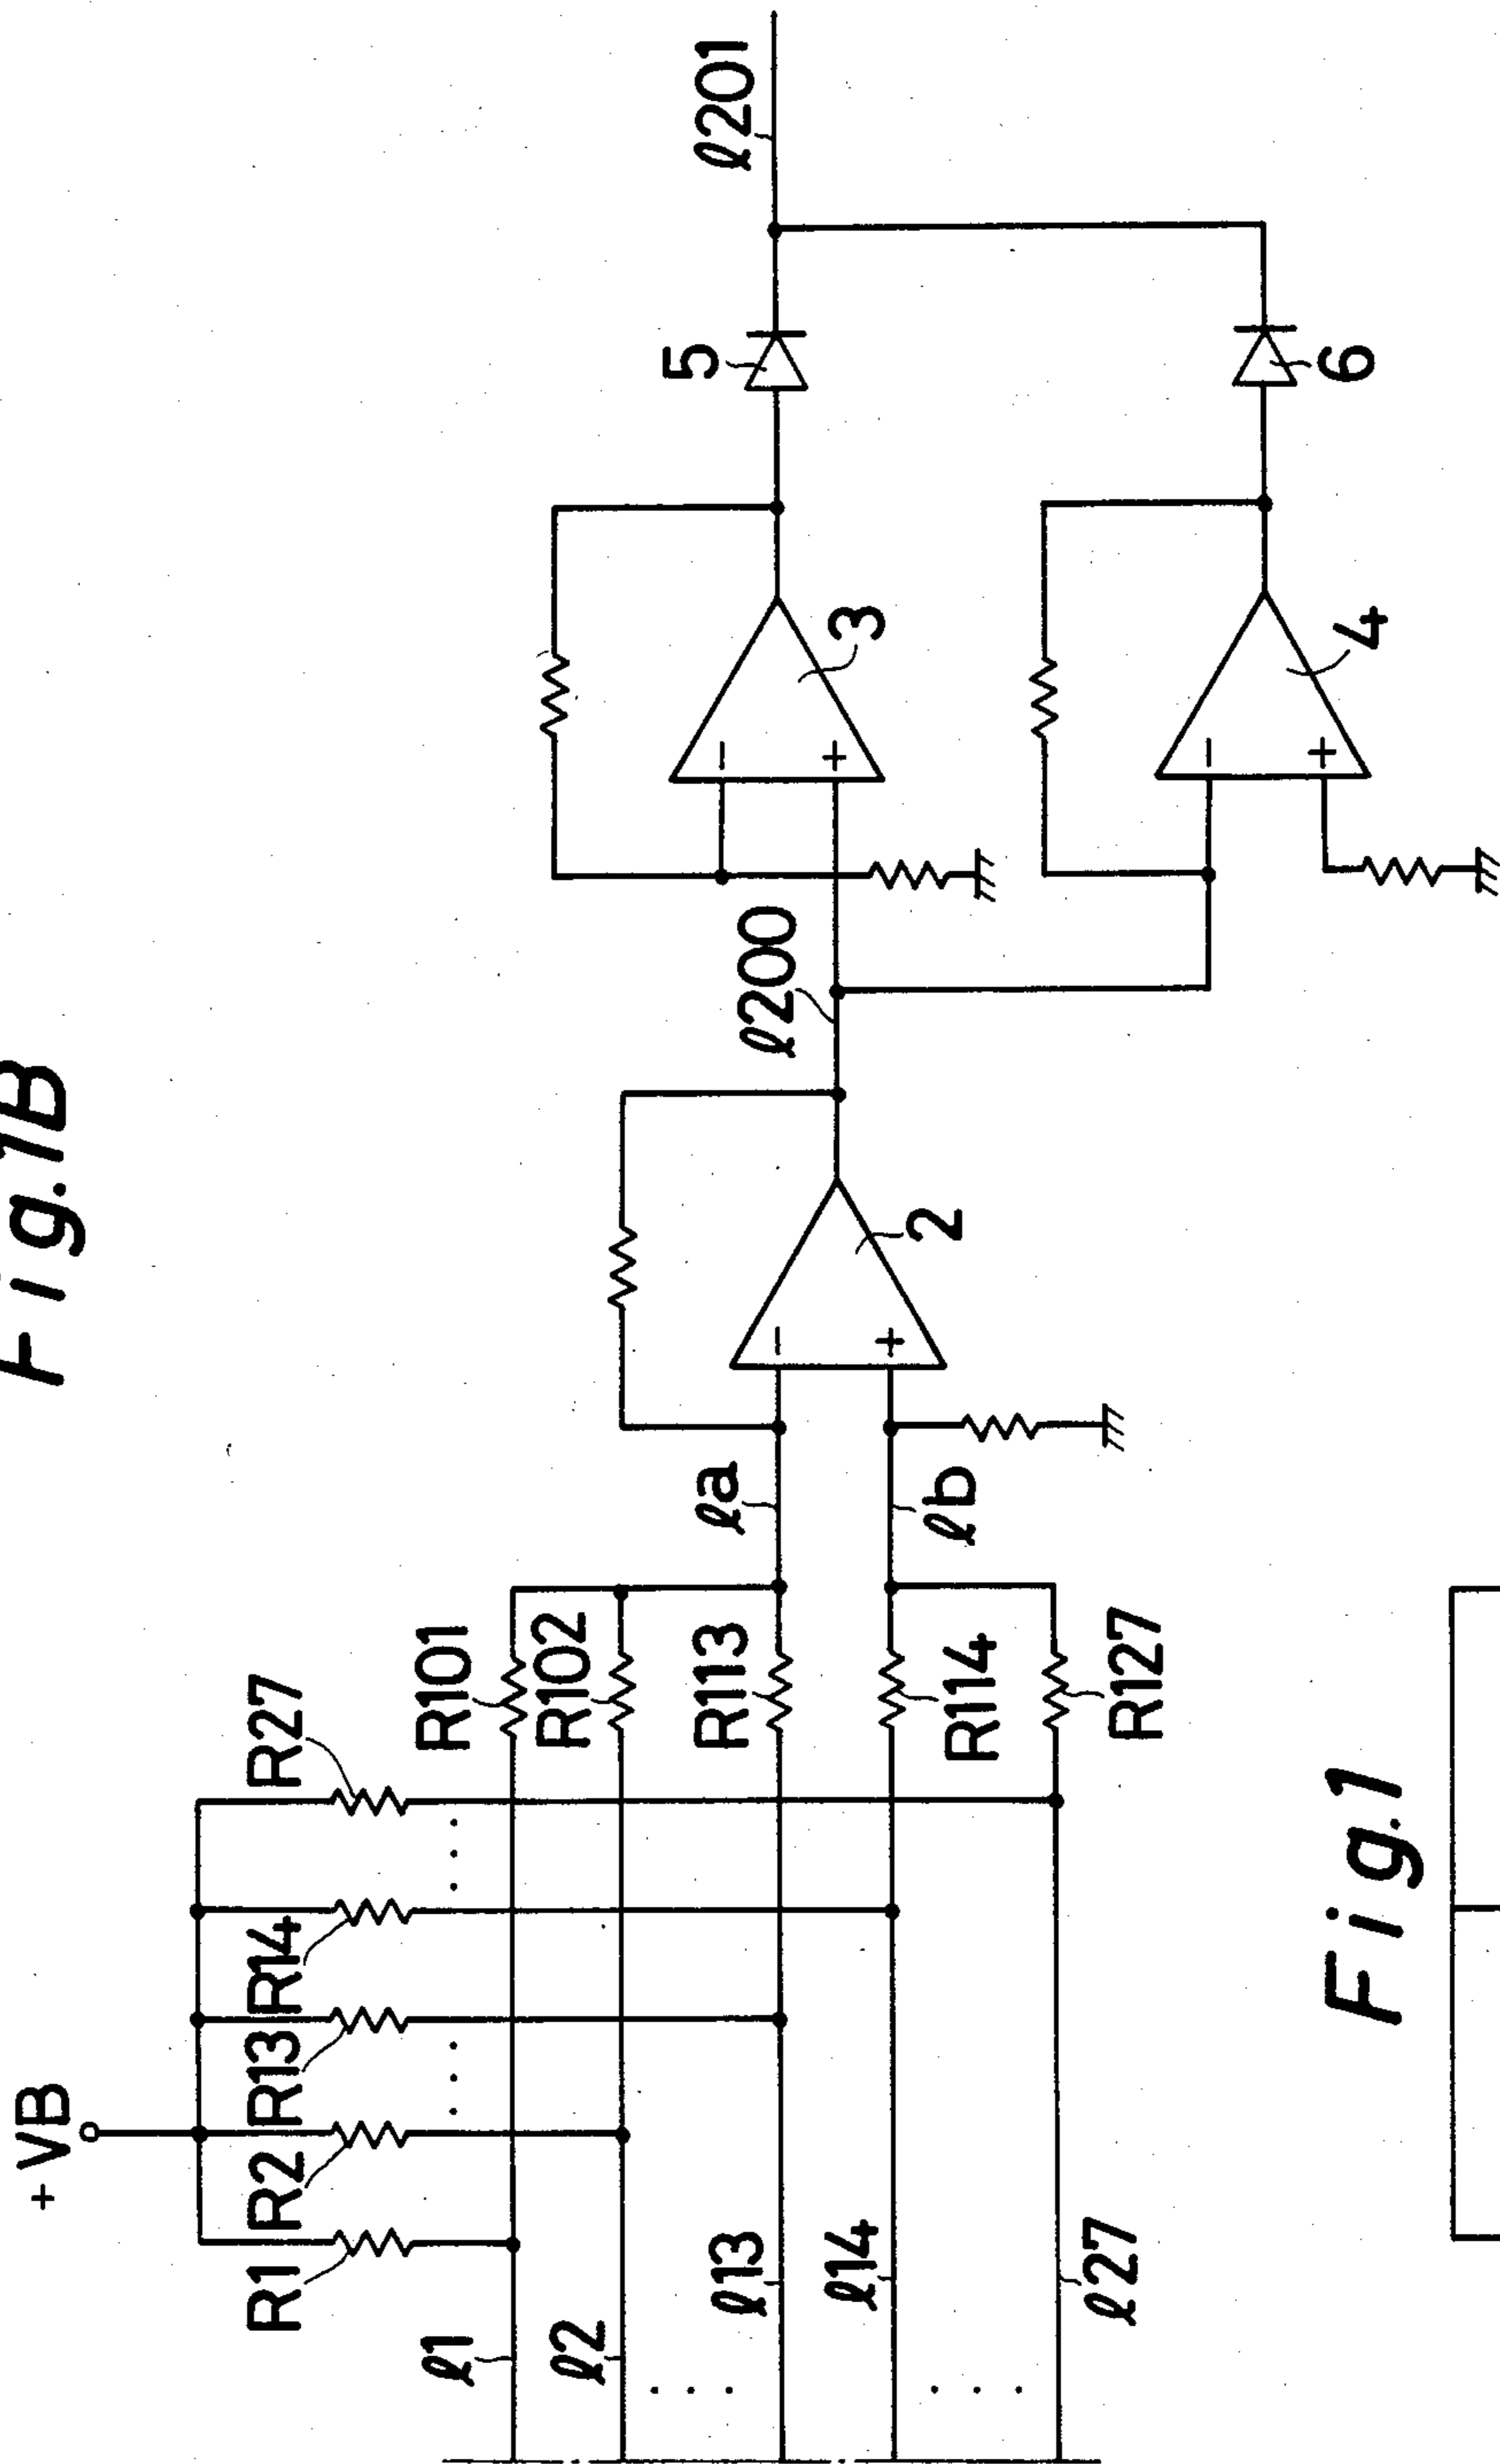 Fig.1B
+VB
R1
R2
R13
R14
R27
ℓ1
R101
ℓ2
R102
ℓ13
R113
ℓa
ℓ14
R114
ℓb
ℓ27
R127
−
+
2
ℓ200
−
+
3
5
ℓ201
−
+
4
6
Fig.1